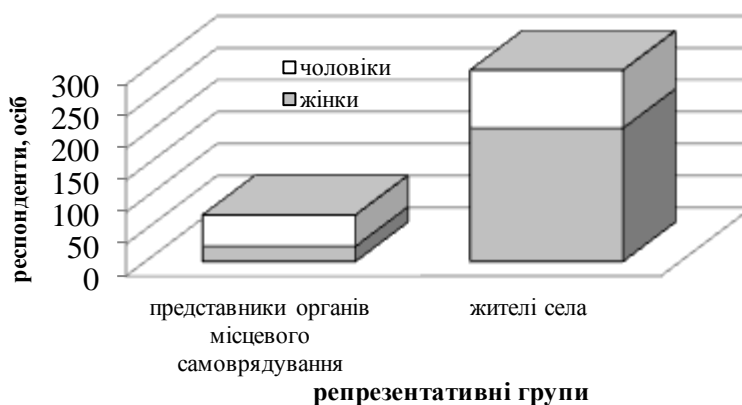 респонденти, осіб
300
250
200
150
100
50
0
чоловіки
жінки
представники органів
місцевого
самоврядування
жителі села
репрезентативні групи